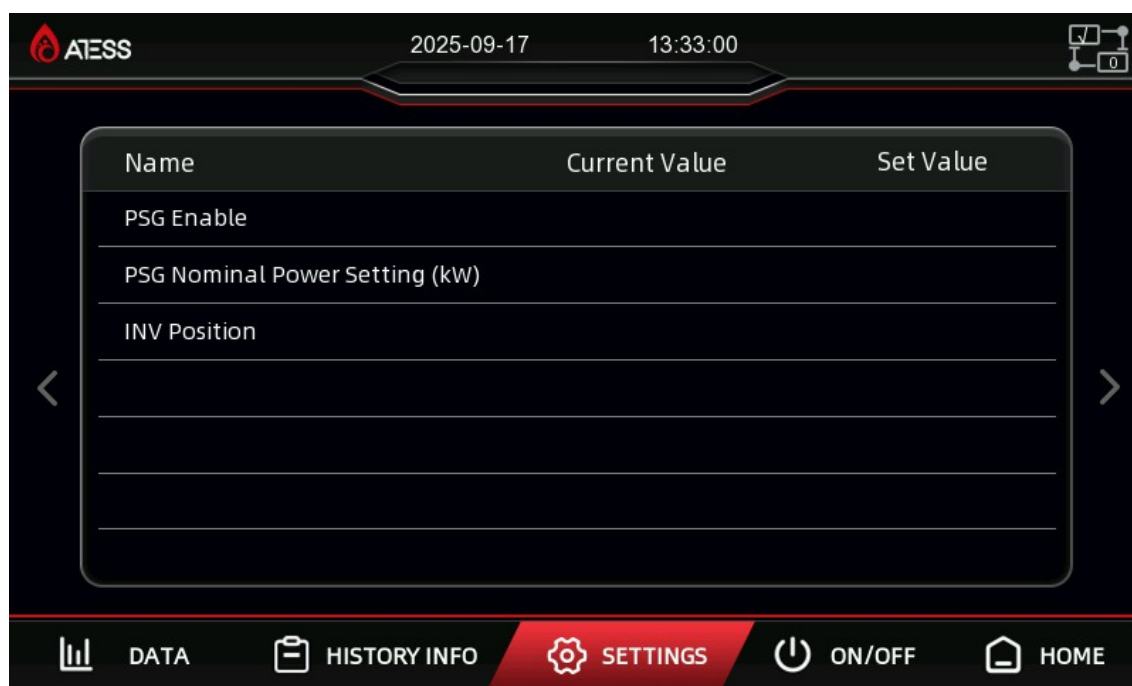 ATESS 2025-09-17 13:33:00
0
Name Current Value Set Value
PSG Enable
PSG Nominal Power Setting (kW)
INV Position
DATA HISTORY INFO SETTINGS ON/OFF HOME